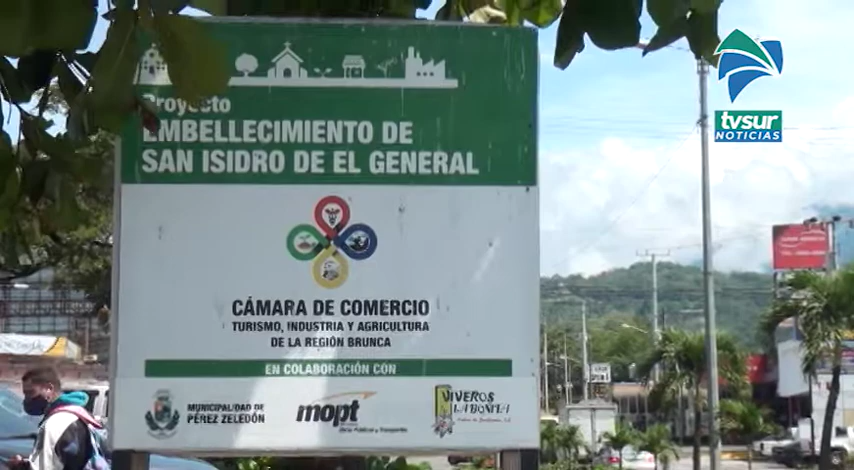 Proyecto
EMBELLECIMIENTO DE
SAN ISIDRO DE EL GENERAL
CÁMARA DE COMERCIO
TURISMO, INDUSTRIA Y AGRICULTURA
DE LA REGIÓN BRUNCA
EN COLABORACIÓN CON
MUNICIPALIDAD DE
PÉREZ ZELEDÓN
mopt
VIVEROS
tvsur
NOTICIAS